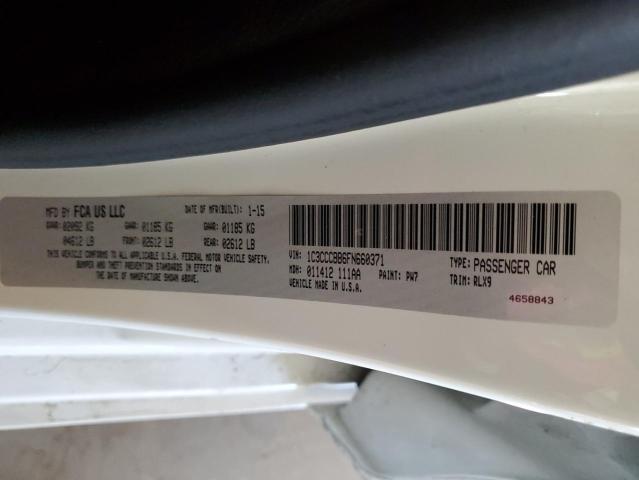 MFD BY FCA US LLC DATE OF MFR(BUILT): 1-15
GVWR: 02092 KG GAWR: 01185 KG GAWR: 01185 KG
04612 LB FRONT: 02612 LB REAR: 02612 LB
THIS VEHICLE CONFORMS TO ALL APPLICABLE U.S.A. FEDERAL MOTOR VEHICLE SAFETY,
BUMPER AND THEFT PREVENTION STANDARDS IN EFFECT ON
THE DATE OF MANUFACTURE SHOWN ABOVE.
VIN: 1C3CCCBB6FN660371 TYPE: PASSENGER CAR
MDH: 011412 111AA PAINT: PW7 TRIM: RLX9
VEHICLE MADE IN U.S.A.
4658843